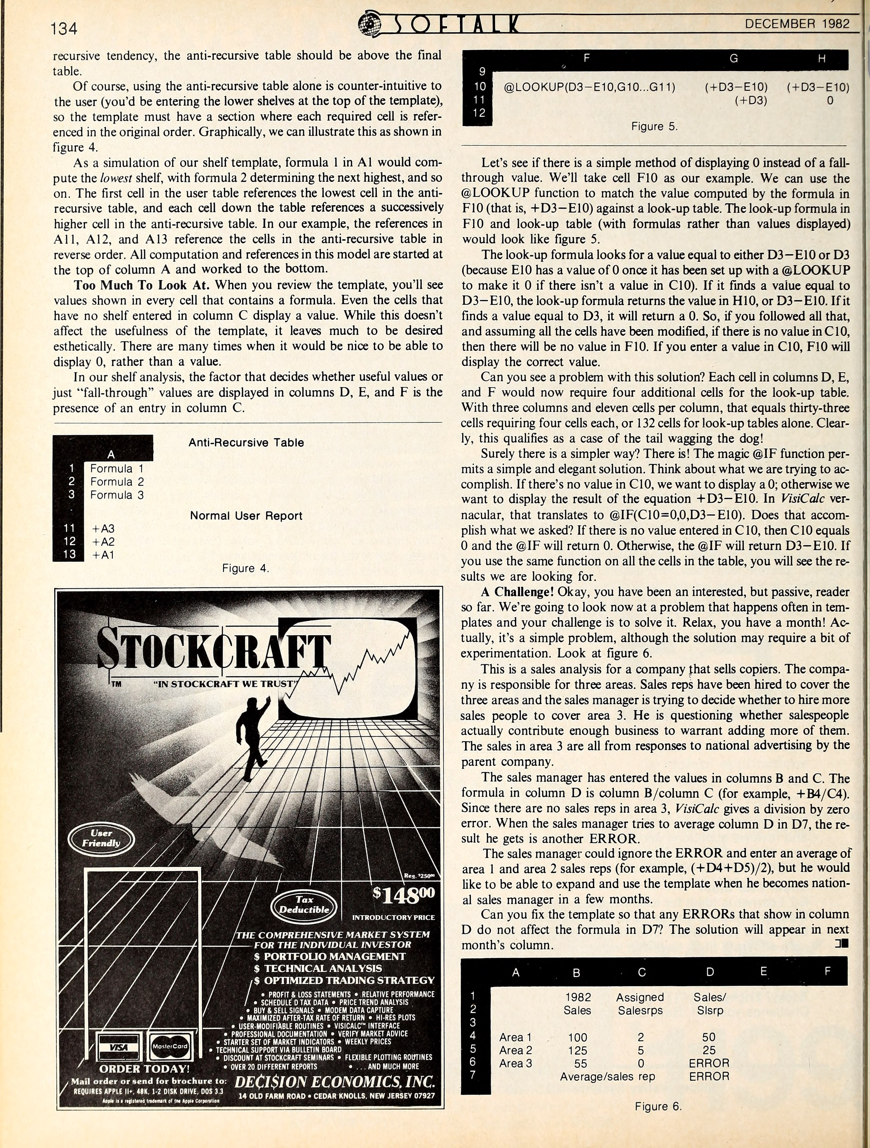 134
SOFTALK
DECEMBER 1982
recursive tendency, the anti-recursive table should be above the final
table.
Of course, using the anti-recursive table alone is counter-intuitive to
the user (you'd be entering the lower shelves at the top of the template),
so the template must have a section where each required cell is refer-
enced in the original order. Graphically, we can illustrate this as shown in
figure 4.
As a simulation of our shelf template, formula 1 in A1 would com-
pute the lowest shelf, with formula 2 determining the next highest, and so
on. The first cell in the user table references the lowest cell in the anti-
recursive table, and each cell down the table references a successively
higher cell in the anti-recursive table. In our example, the references in
A11, A12, and A13 reference the cells in the anti-recursive table in
reverse order. All computation and references in this model are started at
the top of column A and worked to the bottom.
Too Much To Look At. When you review the template, you'll see
values shown in every cell that contains a formula. Even the cells that
have no shelf entered in column C display a value. While this doesn't
affect the usefulness of the template, it leaves much to be desired
esthetically. There are many times when it would be nice to be able to
display 0, rather than a value.
In our shelf analysis, the factor that decides whether useful values or
just "fall-through" values are displayed in columns D, E, and F is the
presence of an entry in column C.
Anti-Recursive Table
A
1 Formula 1
2 Formula 2
3 Formula 3
Normal User Report
11 +A3
12 +A2
13 +A1
Figure 4.
STOCKCRAFT
TM "IN STOCKCRAFT WE TRUST"
User
Friendly
Tax
Deductible
Reg. $250⁰⁰
$148⁰⁰
INTRODUCTORY PRICE
THE COMPREHENSIVE MARKET SYSTEM
FOR THE INDIVIDUAL INVESTOR
$ PORTFOLIO MANAGEMENT
$ TECHNICAL ANALYSIS
$ OPTIMIZED TRADING STRATEGY
• PROFIT & LOSS STATEMENTS • RELATIVE PERFORMANCE
• SCHEDULE D TAX DATA • PRICE TREND ANALYSIS
• BUY & SELL SIGNALS • MODEM DATA CAPTURE
• MAXIMIZED AFTER-TAX RATE OF RETURN • HI-RES PLOTS
• USER-MODIFIABLE ROUTINES • VISICALC™ INTERFACE
• PROFESSIONAL DOCUMENTATION • VERIFY MARKET ADVICE
• STARTER SET OF MARKET INDICATORS • WEEKLY PRICES
• TECHNICAL SUPPORT VIA BULLETIN BOARD
• DISCOUNT AT STOCKCRAFT SEMINARS • FLEXIBLE PLOTTING ROUTINES
• OVER 20 DIFFERENT REPORTS • . . . AND MUCH MORE
VISA MasterCard
ORDER TODAY!
Mail order or send for brochure to:
DECISION ECONOMICS, INC.
REQUIRES APPLE II+, 48K, 1-2 DISK DRIVE, DOS 3.3
14 OLD FARM ROAD • CEDAR KNOLLS, NEW JERSEY 07927
Apple is a registered trademark of the Apple Corporation
F G H
9
10 @LOOKUP(D3−E10,G10...G11) (+D3−E10) (+D3−E10)
11 (+D3) 0
12
Figure 5.
Let's see if there is a simple method of displaying 0 instead of a fall-
through value. We'll take cell F10 as our example. We can use the
@LOOKUP function to match the value computed by the formula in
F10 (that is, +D3−E10) against a look-up table. The look-up formula in
F10 and look-up table (with formulas rather than values displayed)
would look like figure 5.
The look-up formula looks for a value equal to either D3−E10 or D3
(because E10 has a value of 0 once it has been set up with a @LOOKUP
to make it 0 if there isn't a value in C10). If it finds a value equal to
D3−E10, the look-up formula returns the value in H10, or D3−E10. If it
finds a value equal to D3, it will return a 0. So, if you followed all that,
and assuming all the cells have been modified, if there is no value in C10,
then there will be no value in F10. If you enter a value in C10, F10 will
display the correct value.
Can you see a problem with this solution? Each cell in columns D, E,
and F would now require four additional cells for the look-up table.
With three columns and eleven cells per column, that equals thirty-three
cells requiring four cells each, or 132 cells for look-up tables alone. Clear-
ly, this qualifies as a case of the tail wagging the dog!
Surely there is a simpler way? There is! The magic @IF function per-
mits a simple and elegant solution. Think about what we are trying to ac-
complish. If there's no value in C10, we want to display a 0; otherwise we
want to display the result of the equation +D3−E10. In VisiCalc ver-
nacular, that translates to @IF(C10=0,0,D3−E10). Does that accom-
plish what we asked? If there is no value entered in C10, then C10 equals
0 and the @IF will return 0. Otherwise, the @IF will return D3−E10. If
you use the same function on all the cells in the table, you will see the re-
sults we are looking for.
A Challenge! Okay, you have been an interested, but passive, reader
so far. We're going to look now at a problem that happens often in tem-
plates and your challenge is to solve it. Relax, you have a month! Ac-
tually, it's a simple problem, although the solution may require a bit of
experimentation. Look at figure 6.
This is a sales analysis for a company that sells copiers. The compa-
ny is responsible for three areas. Sales reps have been hired to cover the
three areas and the sales manager is trying to decide whether to hire more
sales people to cover area 3. He is questioning whether salespeople
actually contribute enough business to warrant adding more of them.
The sales in area 3 are all from responses to national advertising by the
parent company.
The sales manager has entered the values in columns B and C. The
formula in column D is column B/column C (for example, +B4/C4).
Since there are no sales reps in area 3, VisiCalc gives a division by zero
error. When the sales manager tries to average column D in D7, the re-
sult he gets is another ERROR.
The sales manager could ignore the ERROR and enter an average of
area 1 and area 2 sales reps (for example, (+D4+D5)/2), but he would
like to be able to expand and use the template when he becomes nation-
al sales manager in a few months.
Can you fix the template so that any ERRORs that show in column
D do not affect the formula in D7? The solution will appear in next
month's column.
A B C D E F
1 1982 Assigned Sales/
2 Sales Salesrps Slsrp
3
4 Area 1 100 2 50
5 Area 2 125 5 25
6 Area 3 55 0 ERROR
7 Average/sales rep ERROR
Figure 6.